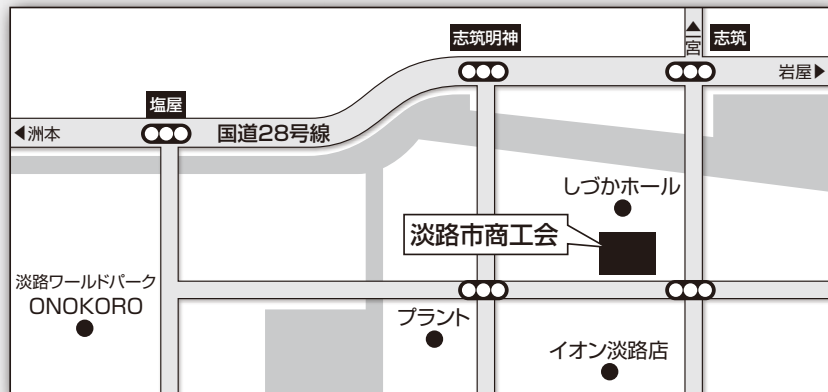 志筑明神
▲一宮
志筑
岩屋▶
塩屋
◀洲本
国道28号線
しづかホール
淡路市商工会
淡路ワールドパーク
ONOKORO
プラント
イオン淡路店